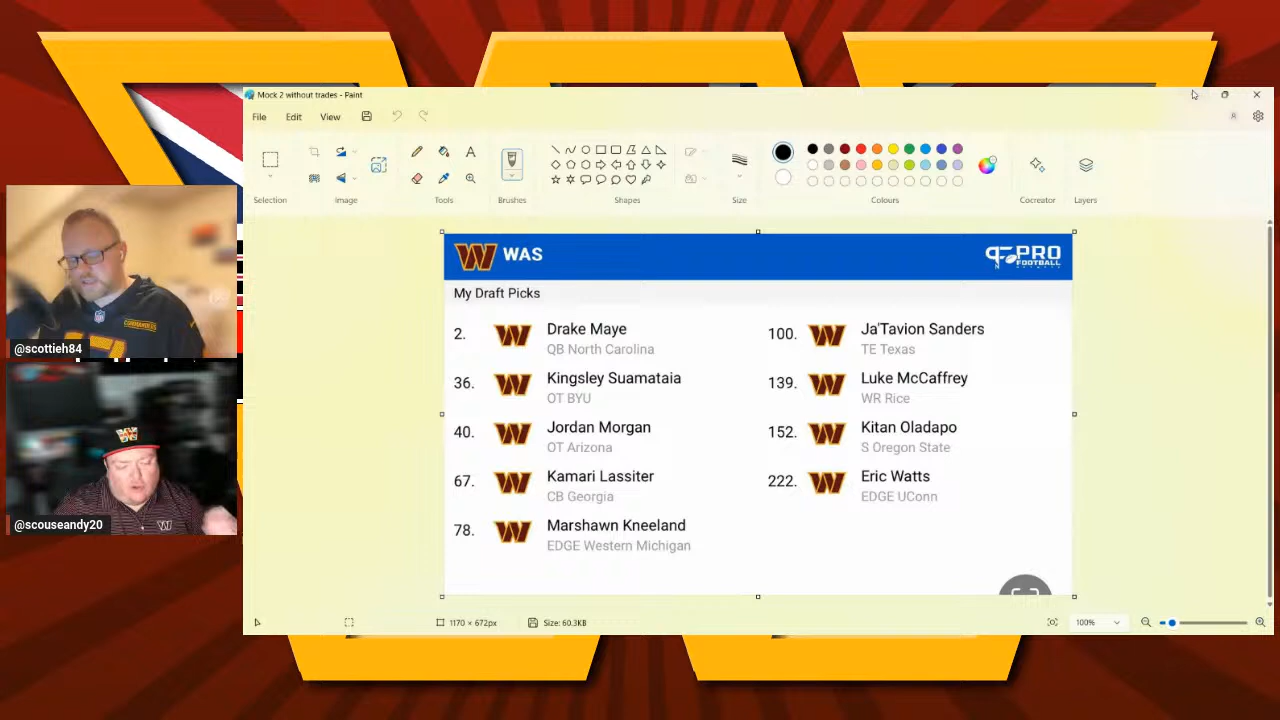 Mock 2 without trades - Paint
File Edit View
Selection Image Tools Brushes Shapes Size Colours Cocreator Layers
W WAS
PRO
FOOTBALL
My Draft Picks
2. Drake Maye
QB North Carolina
36. Kingsley Suamataia
OT BYU
40. Jordan Morgan
OT Arizona
67. Kamari Lassiter
CB Georgia
78. Marshawn Kneeland
EDGE Western Michigan
100. Ja'Tavion Sanders
TE Texas
139. Luke McCaffrey
WR Rice
152. Kitan Oladapo
S Oregon State
222. Eric Watts
EDGE UConn
@scottieh84
COMMANDERS
@scouseandy20
1170 × 672px
Size: 60.3KB
100%